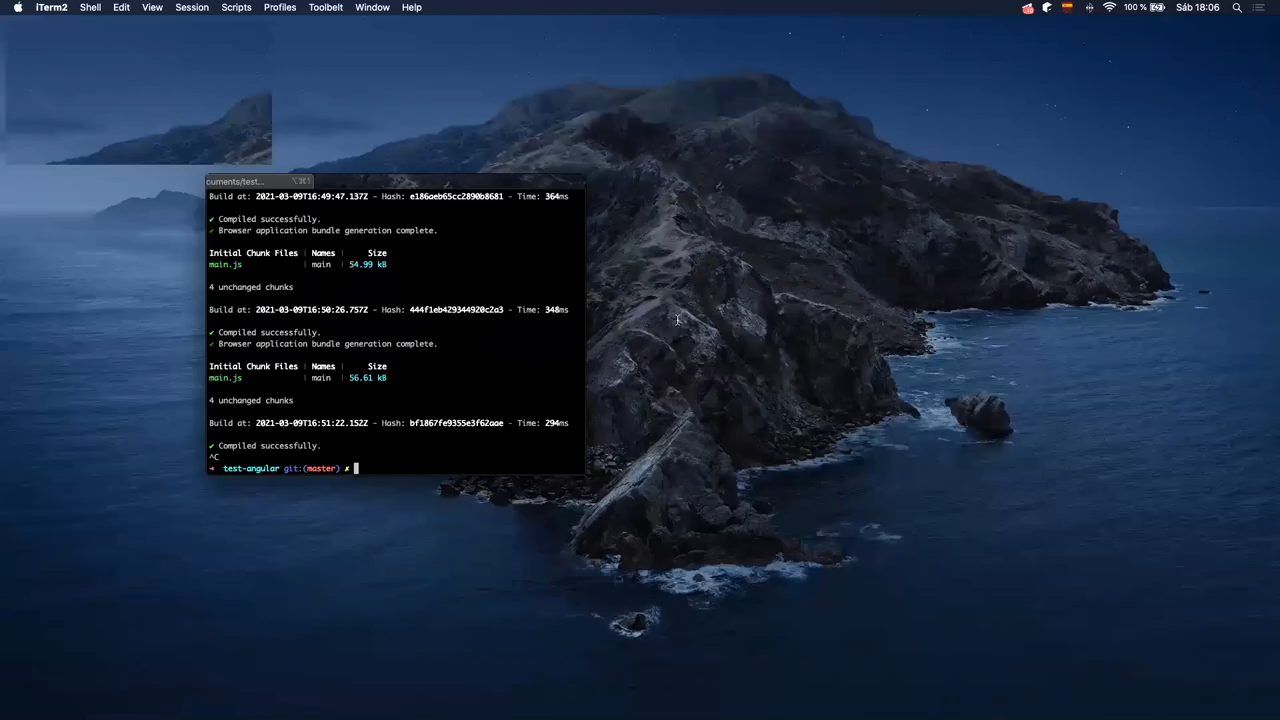 iTerm2 Shell Edit View Session Scripts Profiles Toolbelt Window Help 100 % Sáb 18:06
cuments/test... ⌥⌘1
Build at: 2021-03-09T16:49:47.137Z - Hash: e186aeb65cc2890b8681 - Time: 364ms
✔ Compiled successfully.
✔ Browser application bundle generation complete.
Initial Chunk Files | Names | Size
main.js | main | 54.99 kB
4 unchanged chunks
Build at: 2021-03-09T16:50:26.757Z - Hash: 444f1eb429344920c2a3 - Time: 348ms
✔ Compiled successfully.
✔ Browser application bundle generation complete.
Initial Chunk Files | Names | Size
main.js | main | 56.61 kB
4 unchanged chunks
Build at: 2021-03-09T16:51:22.152Z - Hash: bf1867fe9355e3f62aae - Time: 294ms
✔ Compiled successfully.
^C
➜ test-angular git:(master) ✗